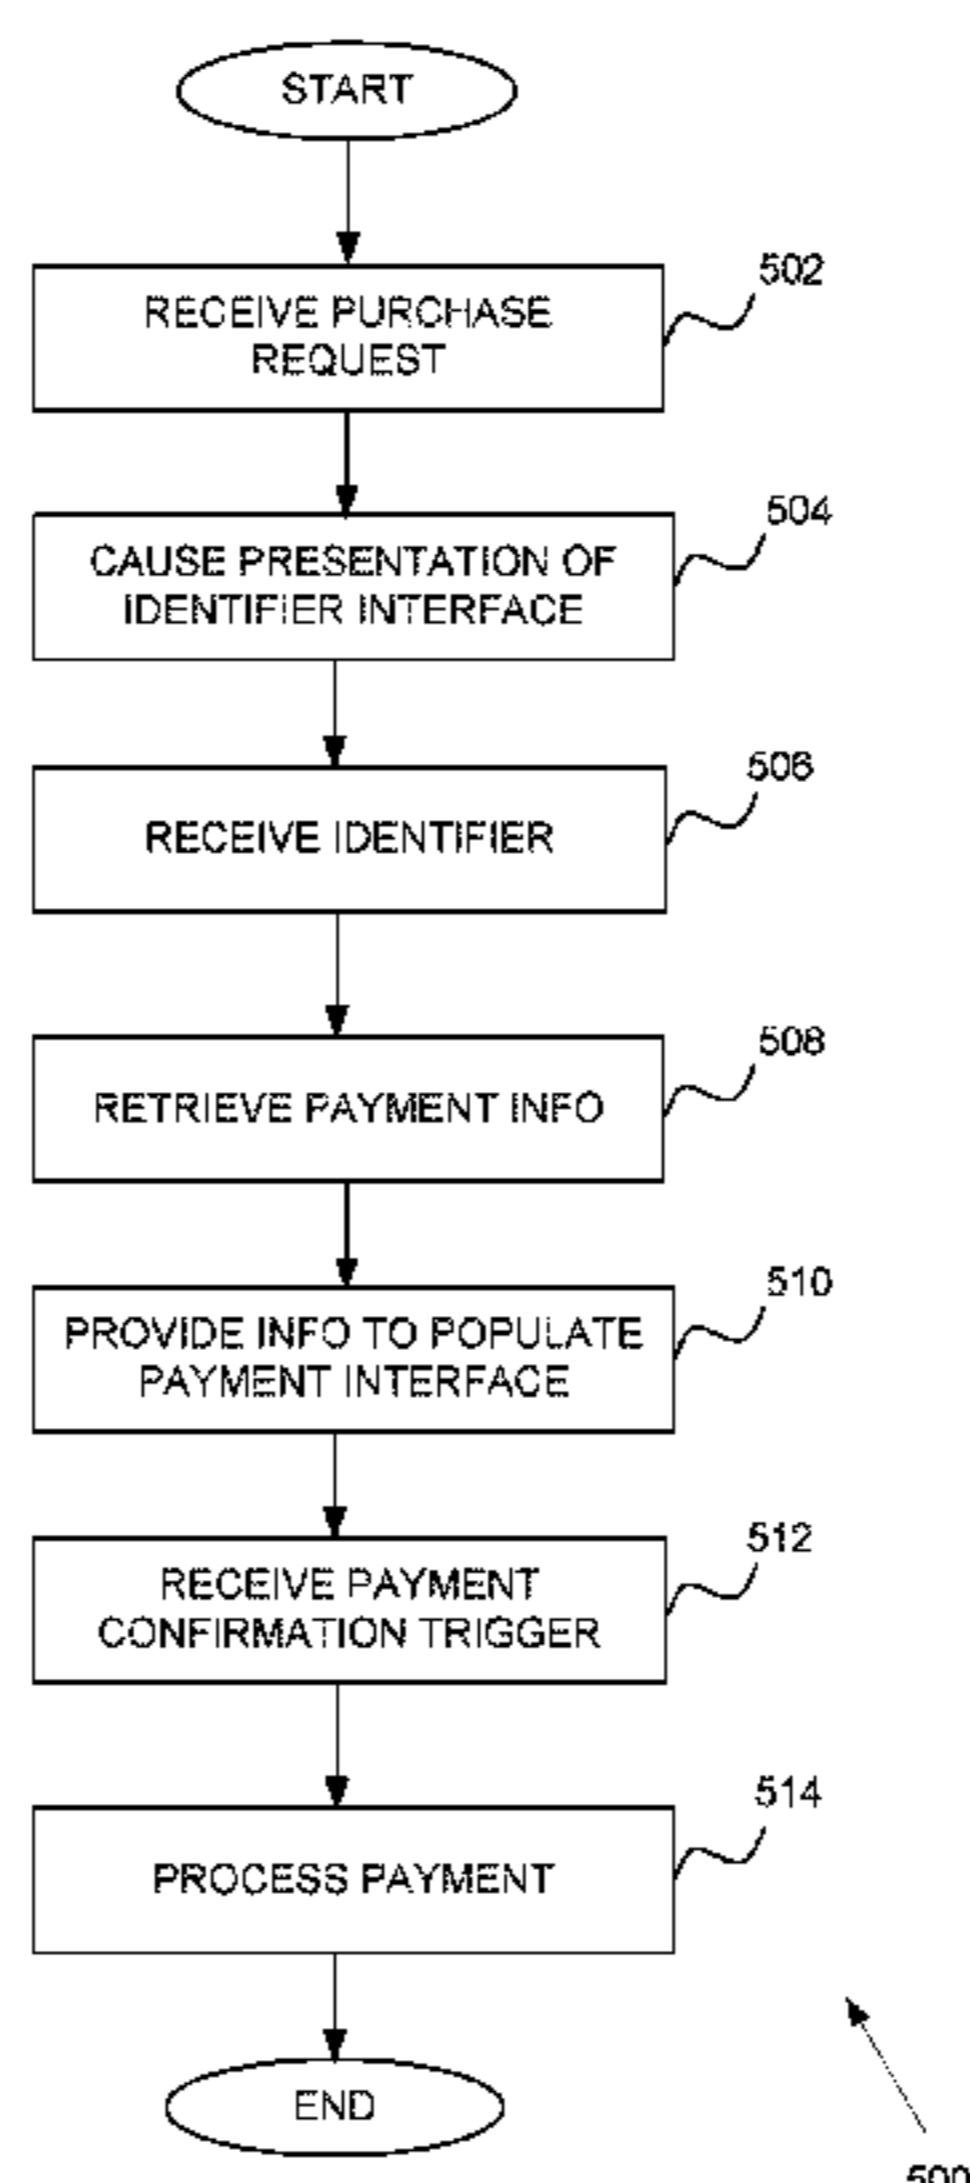 START
502
RECEIVE PURCHASE
REQUEST
504
CAUSE PRESENTATION OF
IDENTIFIER INTERFACE
506
RECEIVE IDENTIFIER
508
RETRIEVE PAYMENT INFO
510
PROVIDE INFO TO POPULATE
PAYMENT INTERFACE
512
RECEIVE PAYMENT
CONFIRMATION TRIGGER
514
PROCESS PAYMENT
END
500